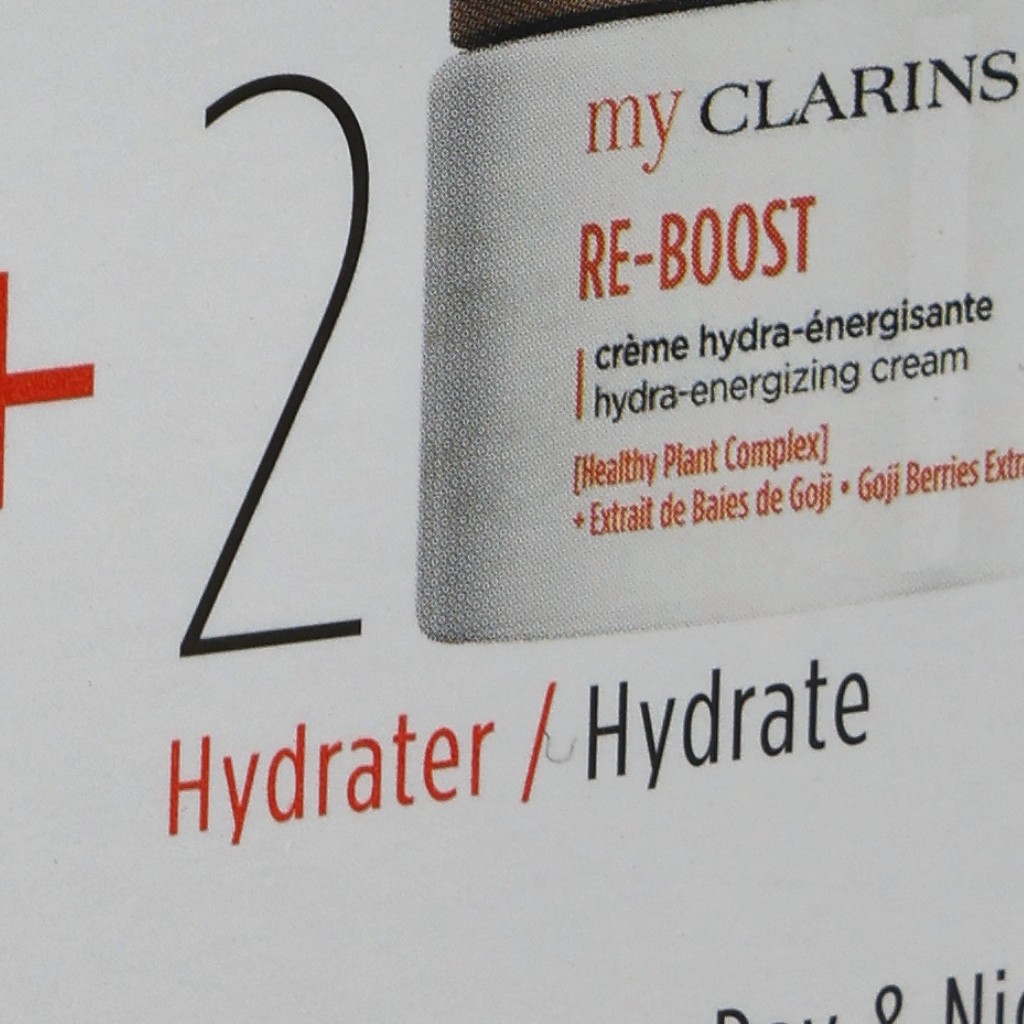 + 2
my CLARINS
RE-BOOST
crème hydra-énergisante
hydra-energizing cream
[Healthy Plant Complex]
+ Extrait de Baies de Goji • Goji Berries
Hydrater / Hydrate
&